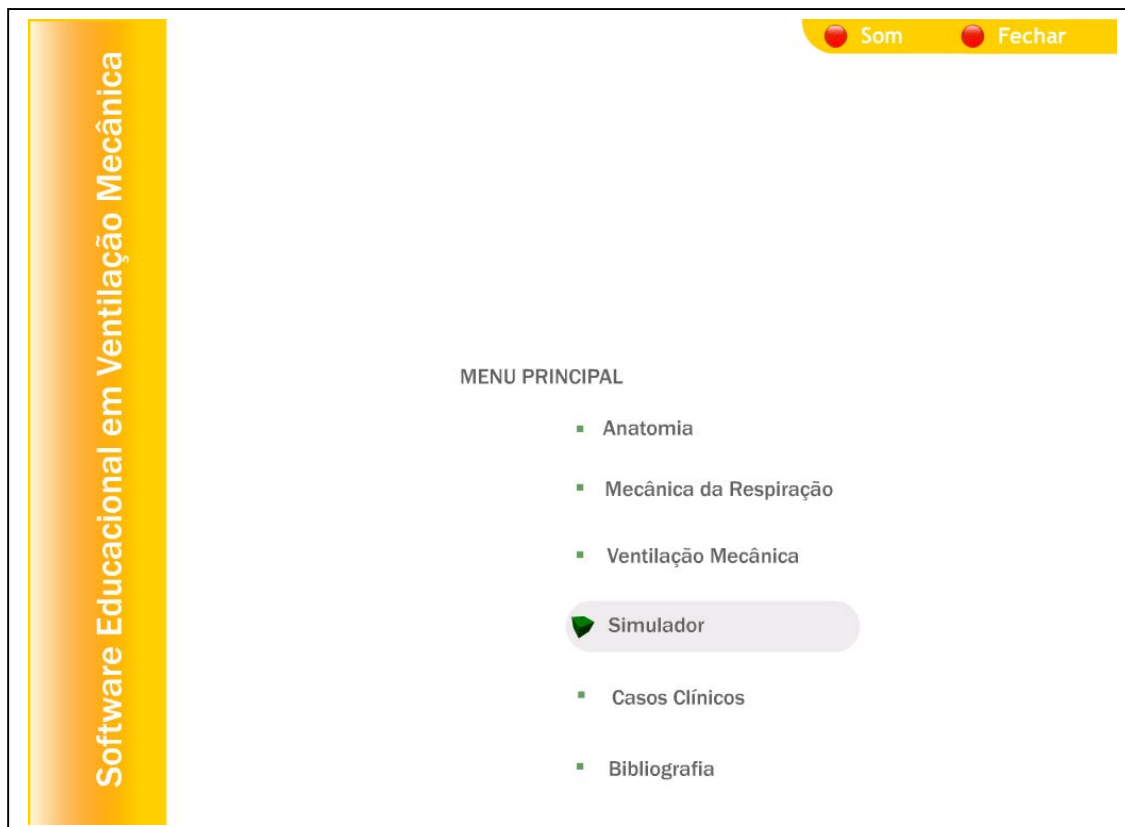 Software Educacional em Ventilação Mecânica
Som
Fechar
MENU PRINCIPAL
Anatomia
Mecânica da Respiração
Ventilação Mecânica
Simulador
Casos Clínicos
Bibliografia